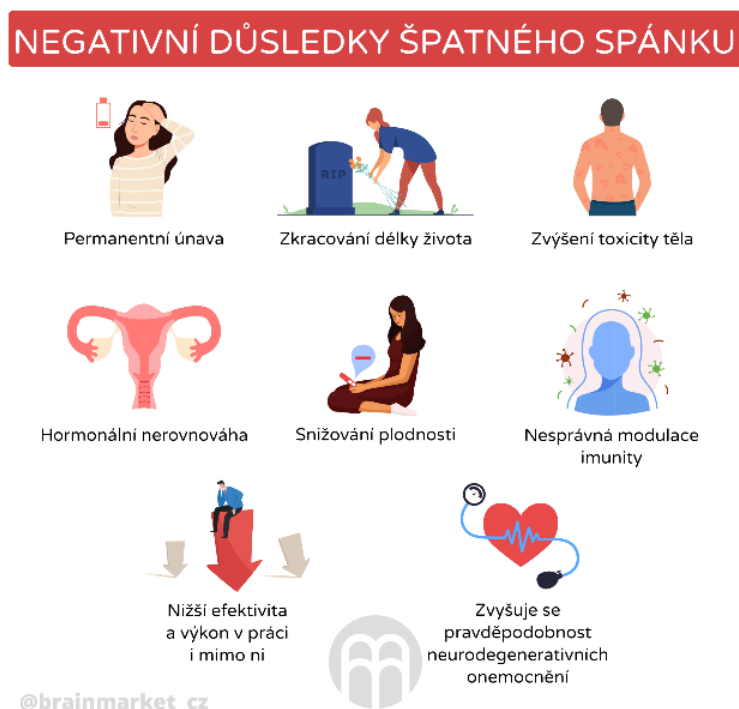 NEGATIVNÍ DŮSLEDKY ŠPATNÉHO SPÁNKU
RIP
Permanentní únava
Zkracování délky života
Zvýšení toxicity těla
Hormonální nerovnováha
Snižování plodnosti
Nesprávná modulace
imunity
Nižší efektivita
a výkon v práci
i mimo ni
Zvyšuje se
pravděpodobnost
neurodegenerativních
onemocnění
@brainmarket_cz